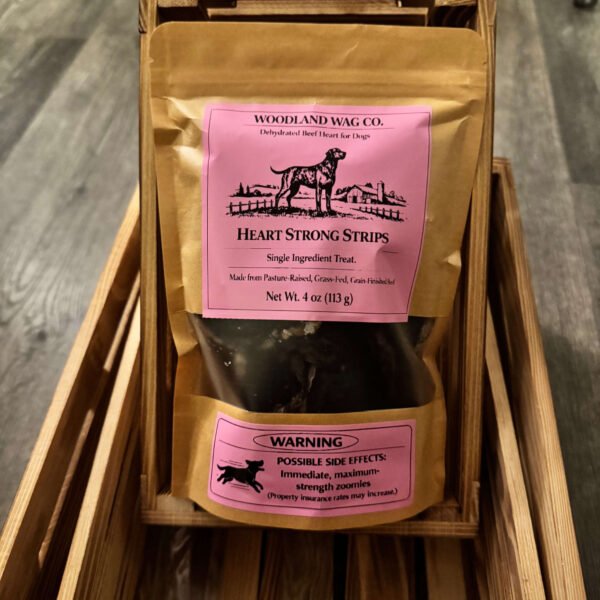 WOODLAND WAG CO.
Dehydrated Beef Heart for Dogs
HEART STRONG STRIPS
Single Ingredient Treat.
Made from Pasture-Raised, Grass-Fed, Grain-Finished Beef
Net Wt. 4 oz (113 g)
WARNING
POSSIBLE SIDE EFFECTS:
Immediate, maximum-
strength zoomies
(Property insurance rates may increase.)